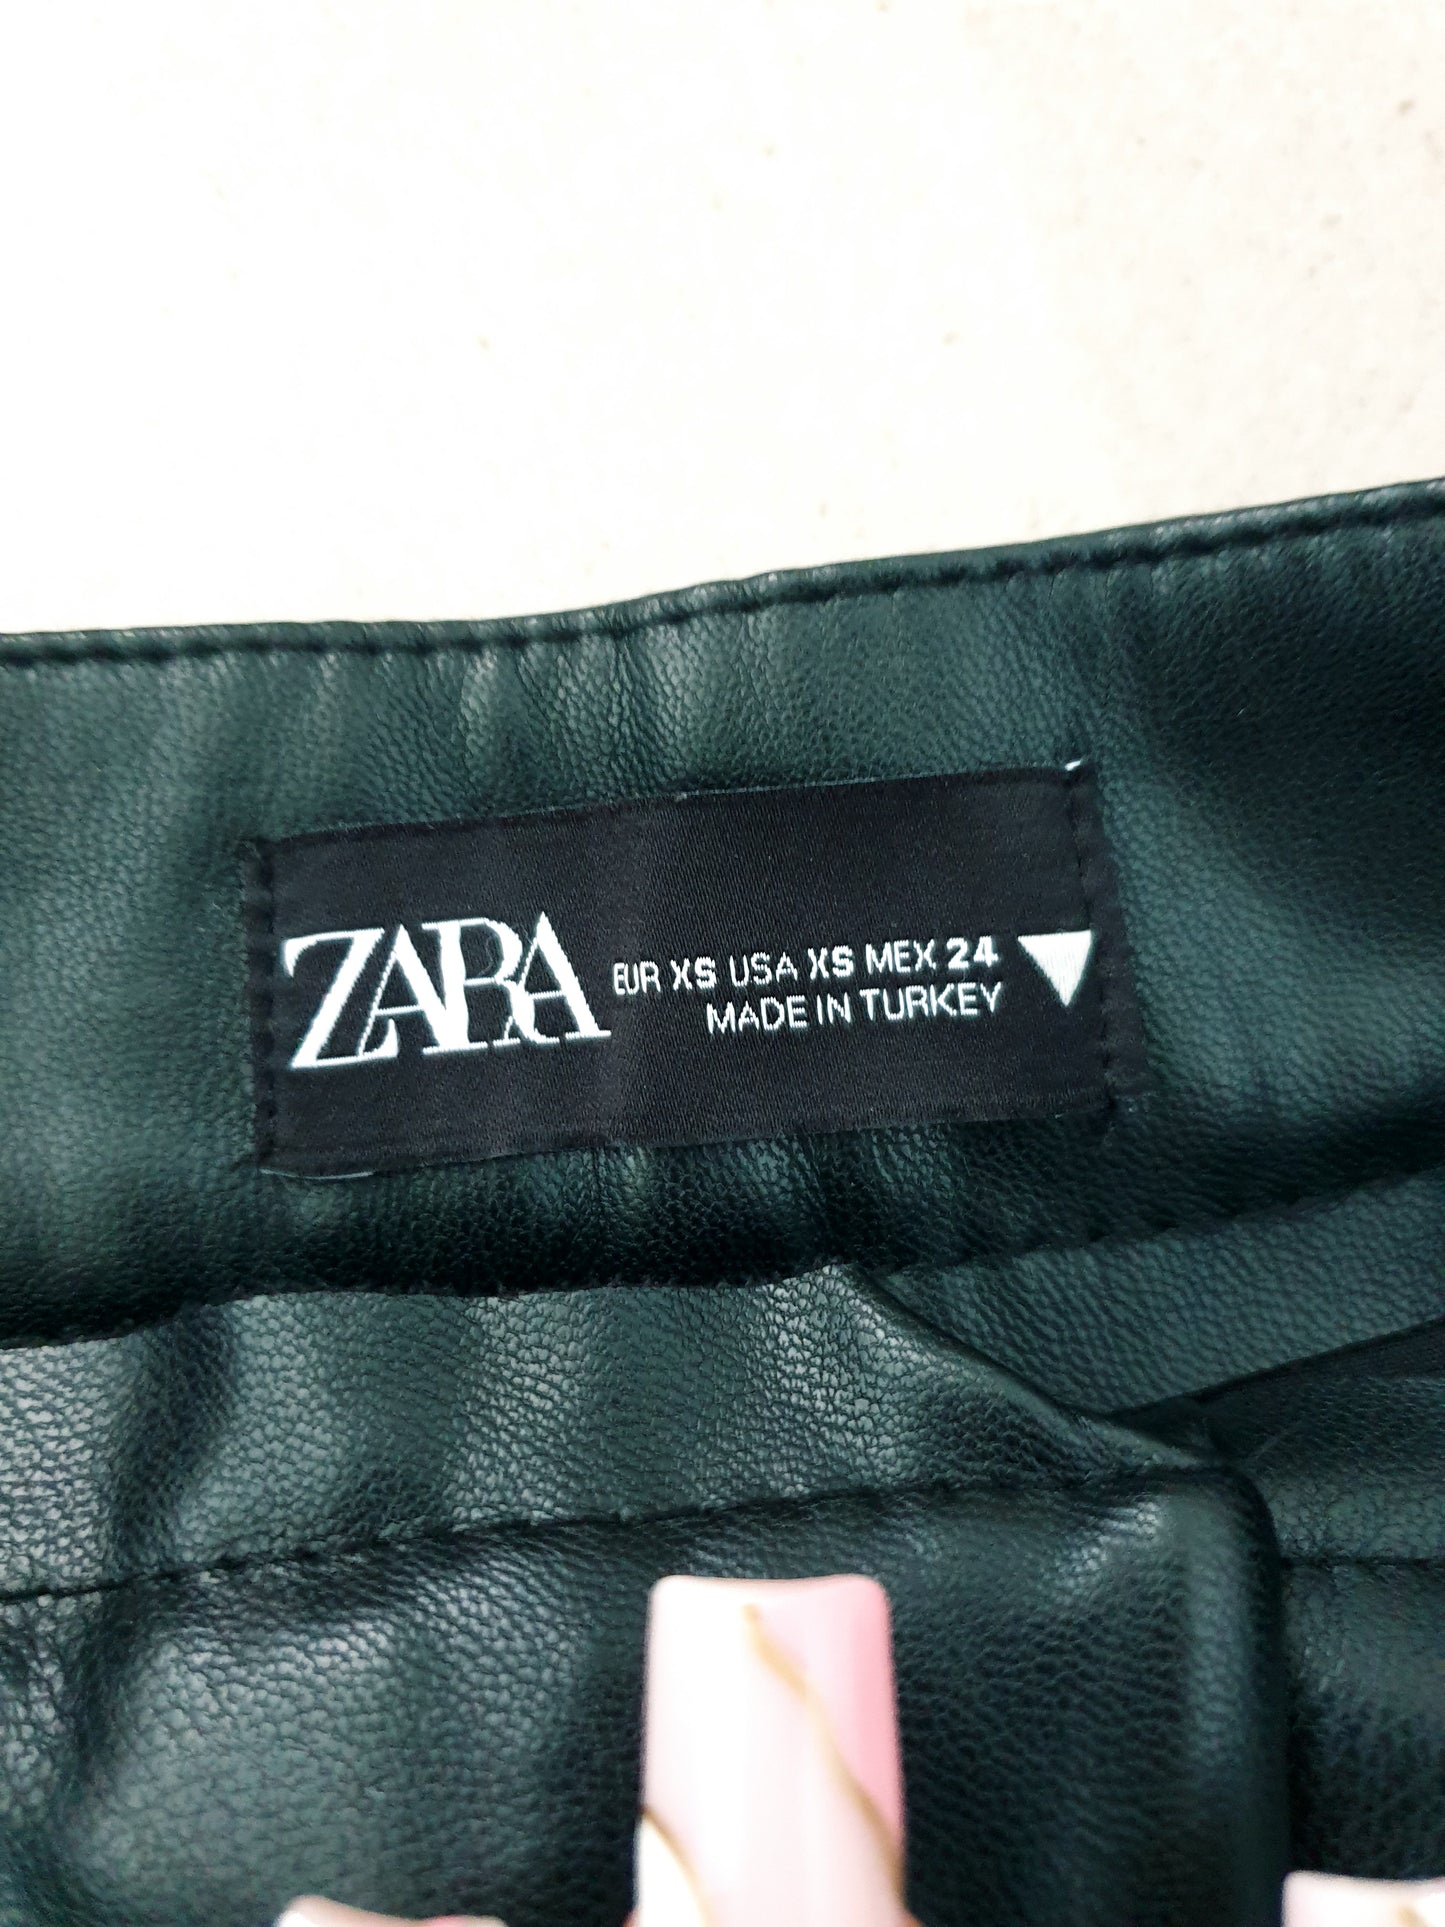 ZARA
EUR XS USA XS MEX 24
MADE IN TURKEY